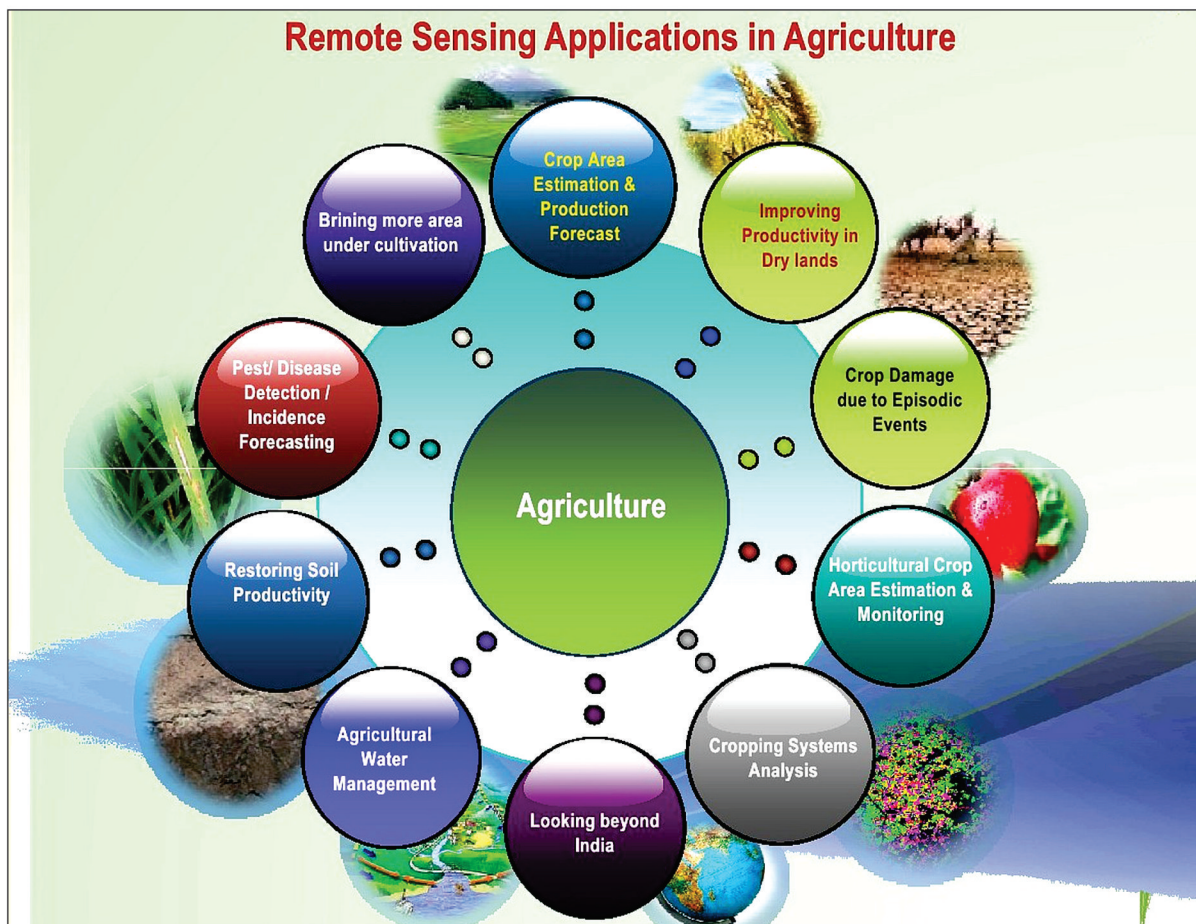 Remote Sensing Applications in Agriculture
Crop Area
Estimation &
Production
Forecast
Improving
Productivity in
Dry lands
Crop Damage
due to Episodic
Events
Horticultural Crop
Area Estimation &
Monitoring
Cropping Systems
Analysis
Looking beyond
India
Agricultural
Water
Management
Restoring Soil
Productivity
Pest/ Disease
Detection /
Incidence
Forecasting
Brining more area
under cultivation
Agriculture